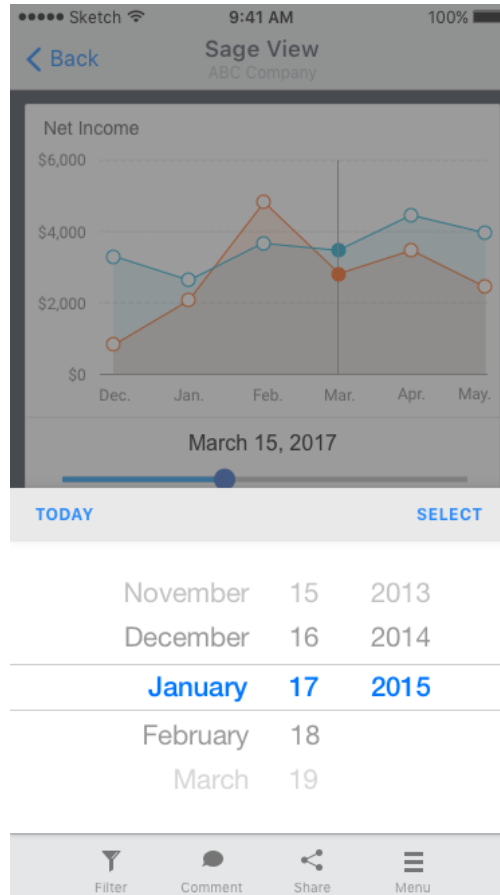 Sketch 9:41 AM 100%
Back Sage View
ABC Company
Net Income
$6,000
$4,000
$2,000
$0
Dec. Jan. Feb. Mar. Apr. May.
March 15, 2017
TODAY SELECT
November 15 2013
December 16 2014
January 17 2015
February 18
March 19
Filter Comment Share Menu